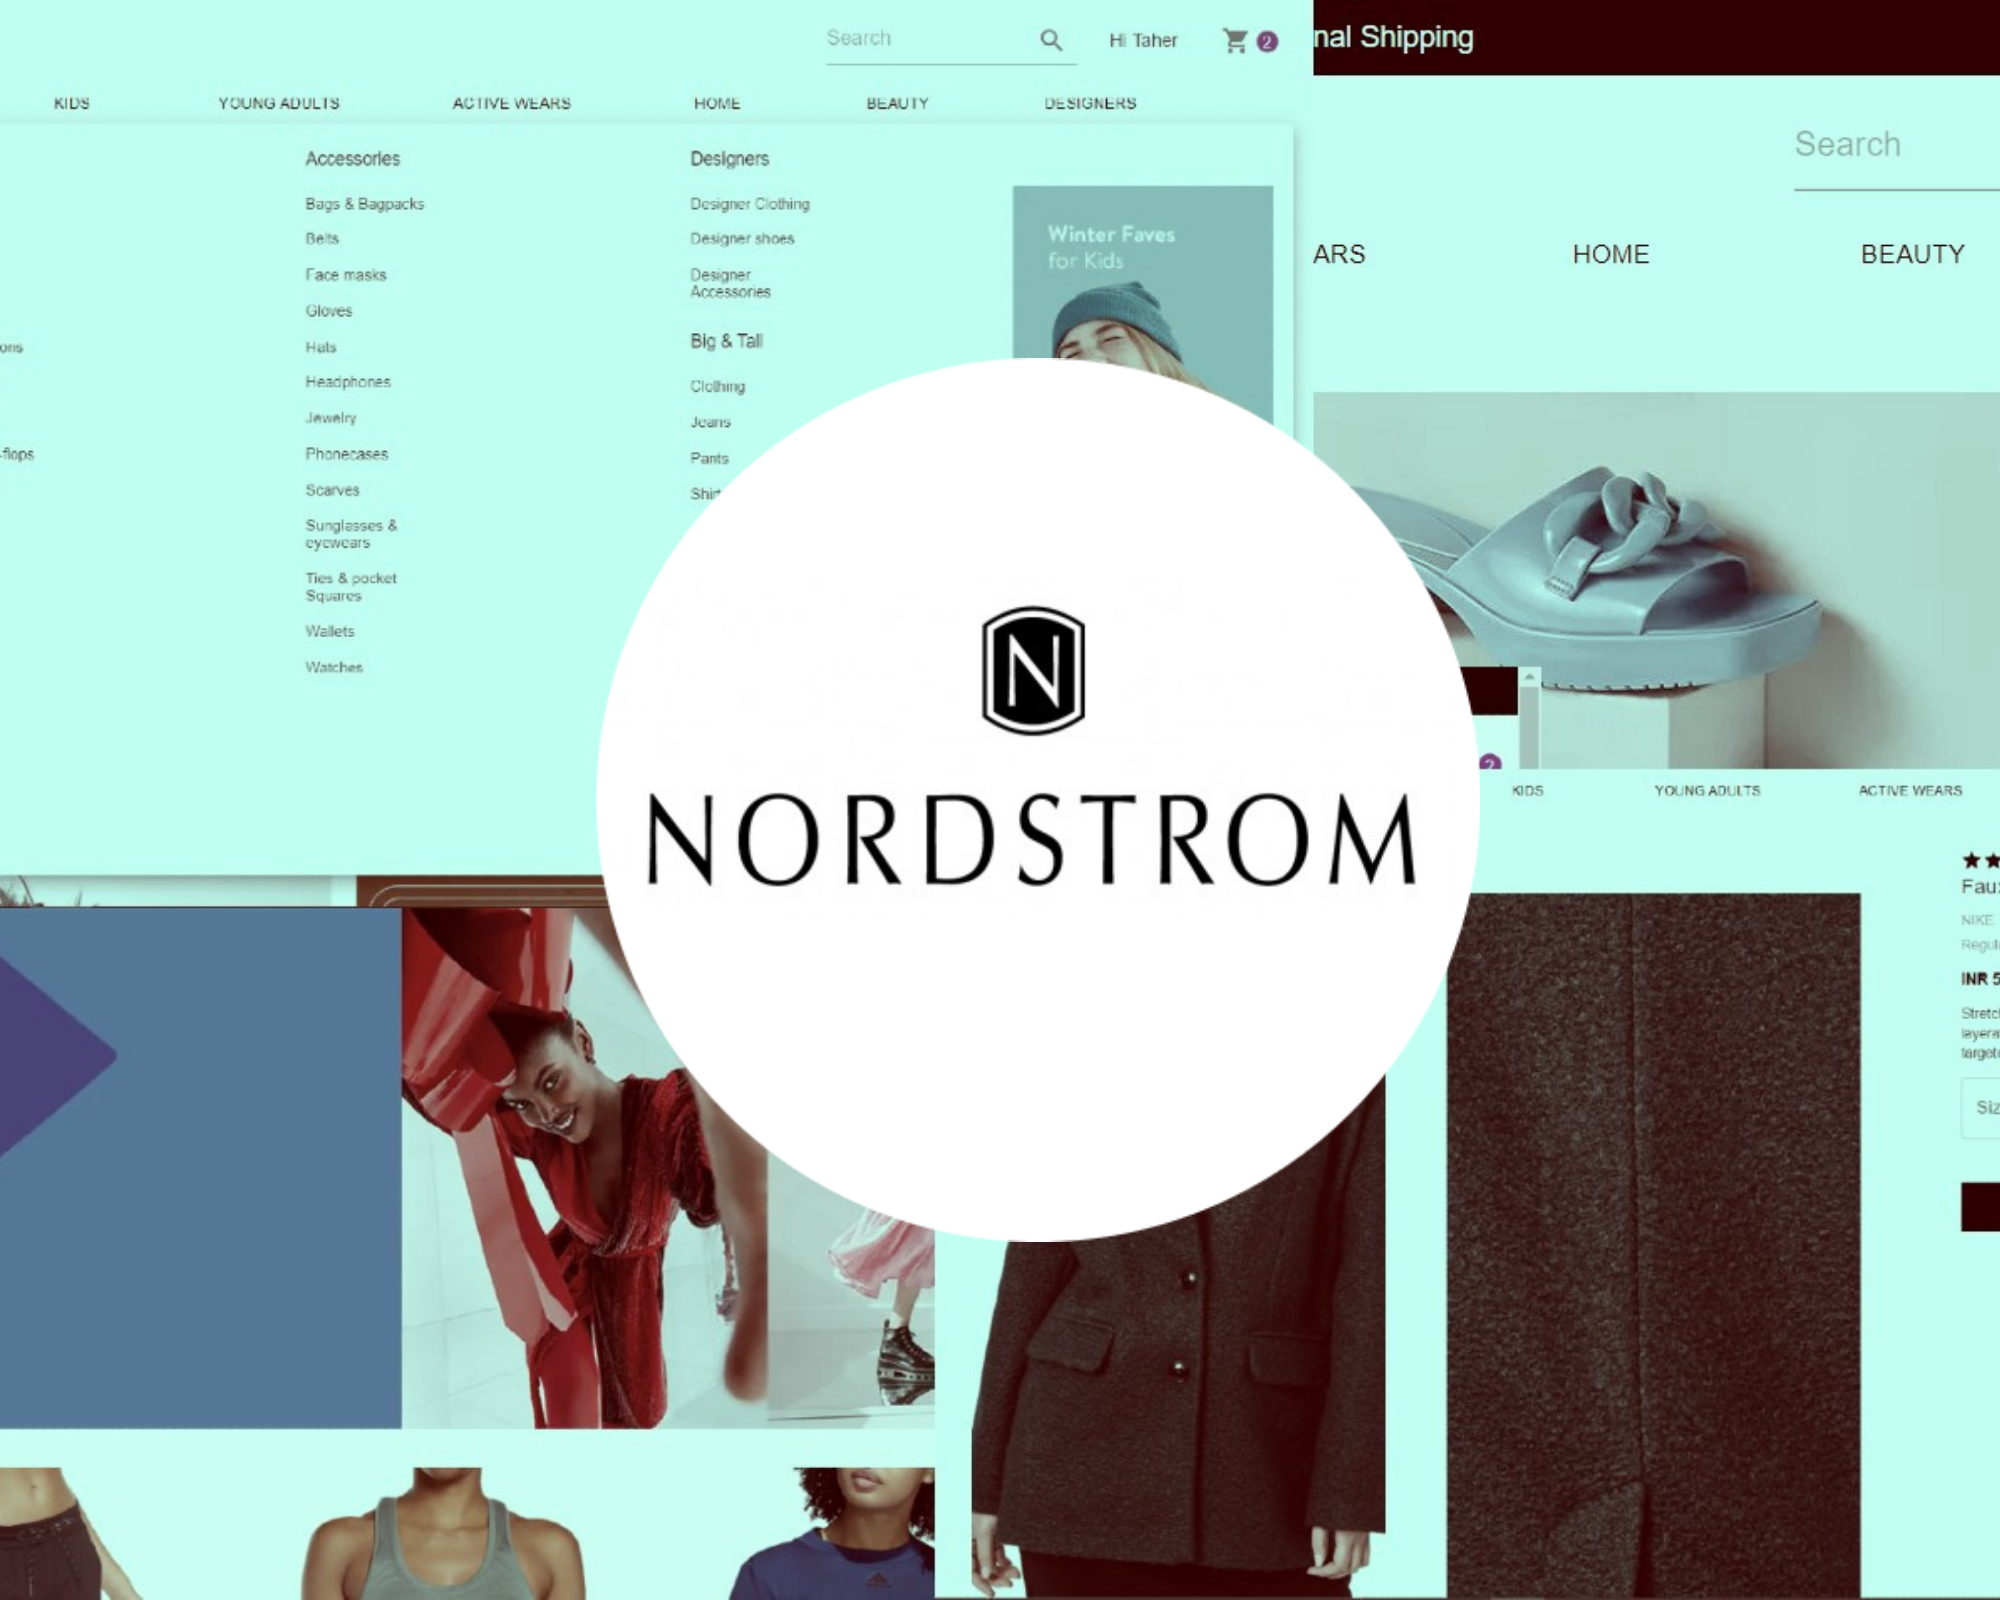 Search
Hi Taher
2
KIDS
YOUNG ADULTS
ACTIVE WEARS
HOME
BEAUTY
DESIGNERS
Accessories
Bags & Bagpacks
Belts
Face masks
Gloves
Hats
Headphones
Jewelry
Phonecases
Scarves
Sunglasses &
eyewears
Ties & pocket
Squares
Wallets
Watches
ons
-flops
Designers
Designer Clothing
Designer shoes
Designer
Accessories
Big & Tall
Clothing
Jeans
Pants
Shir
Winter Faves
for Kids
nal Shipping
Search
ARS
HOME
BEAUTY
N
NORDSTROM
2
KIDS
YOUNG ADULTS
ACTIVE WEARS
Faux
NIKE
Regul
INR 5
Stretc
layera
target
Siz